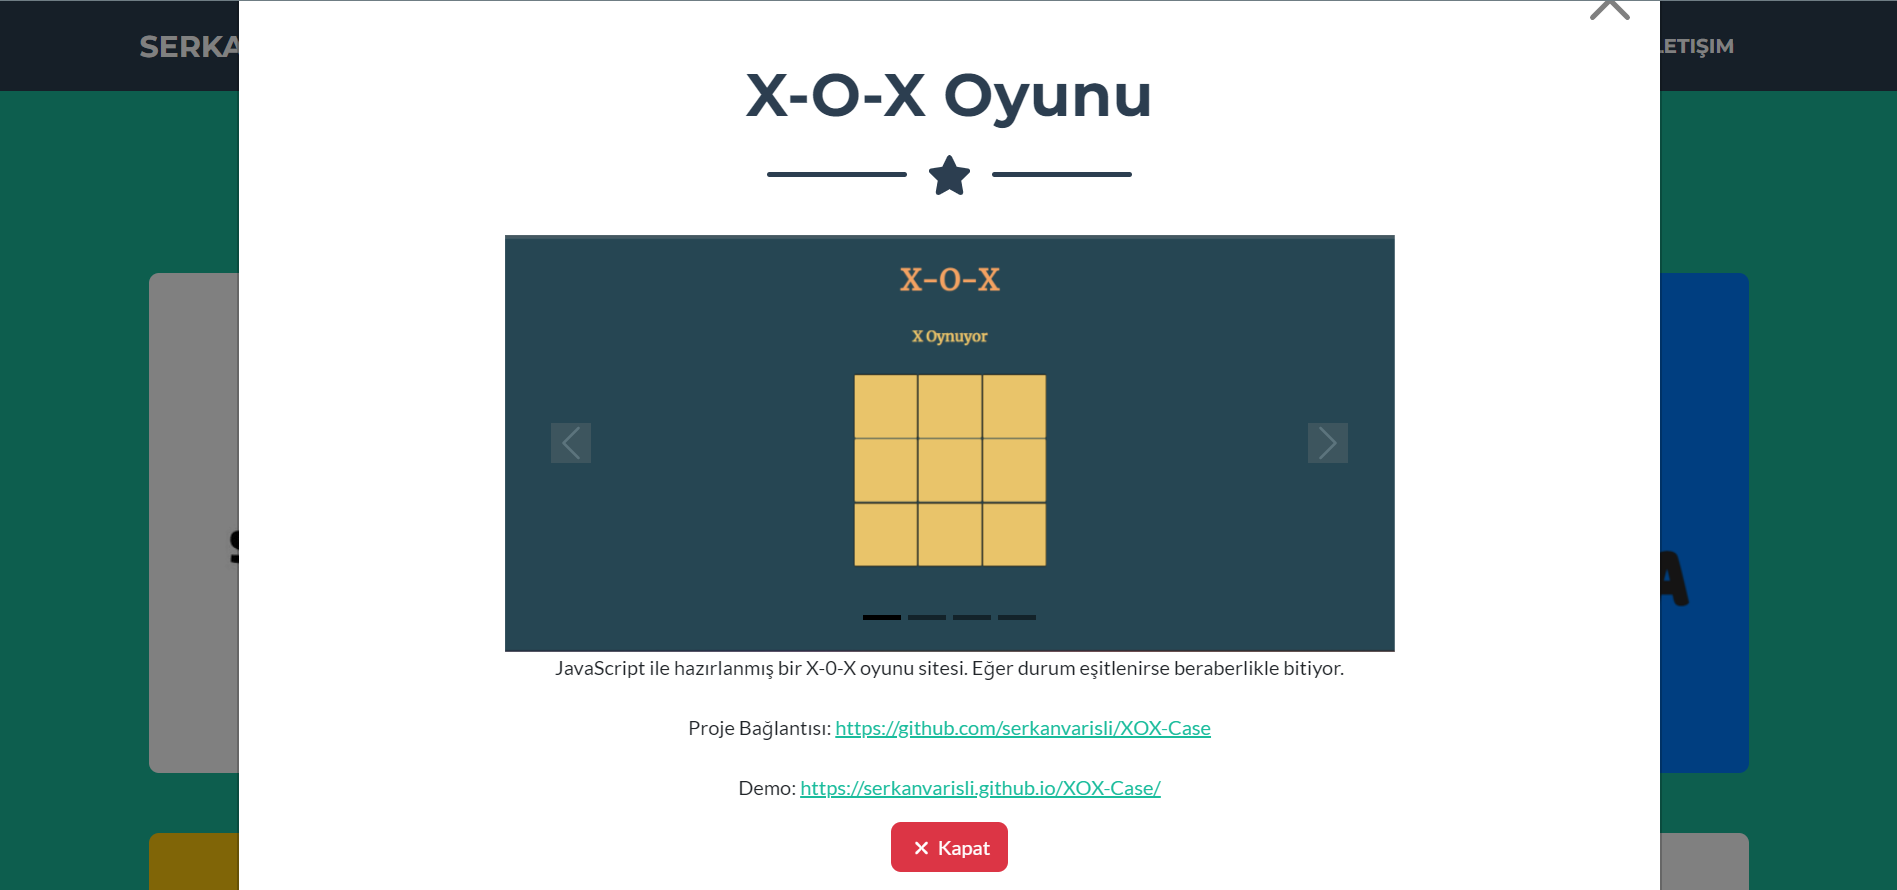 SERKA
LETIŞIM
X-O-X Oyunu
X-O-X
X Oynuyor
JavaScript ile hazırlanmış bir X-0-X oyunu sitesi. Eğer durum eşitlenirse beraberlikle bitiyor.
Proje Bağlantısı: https://github.com/serkanvarisli/XOX-Case
Demo: https://serkanvarisli.github.io/XOX-Case/
Kapat